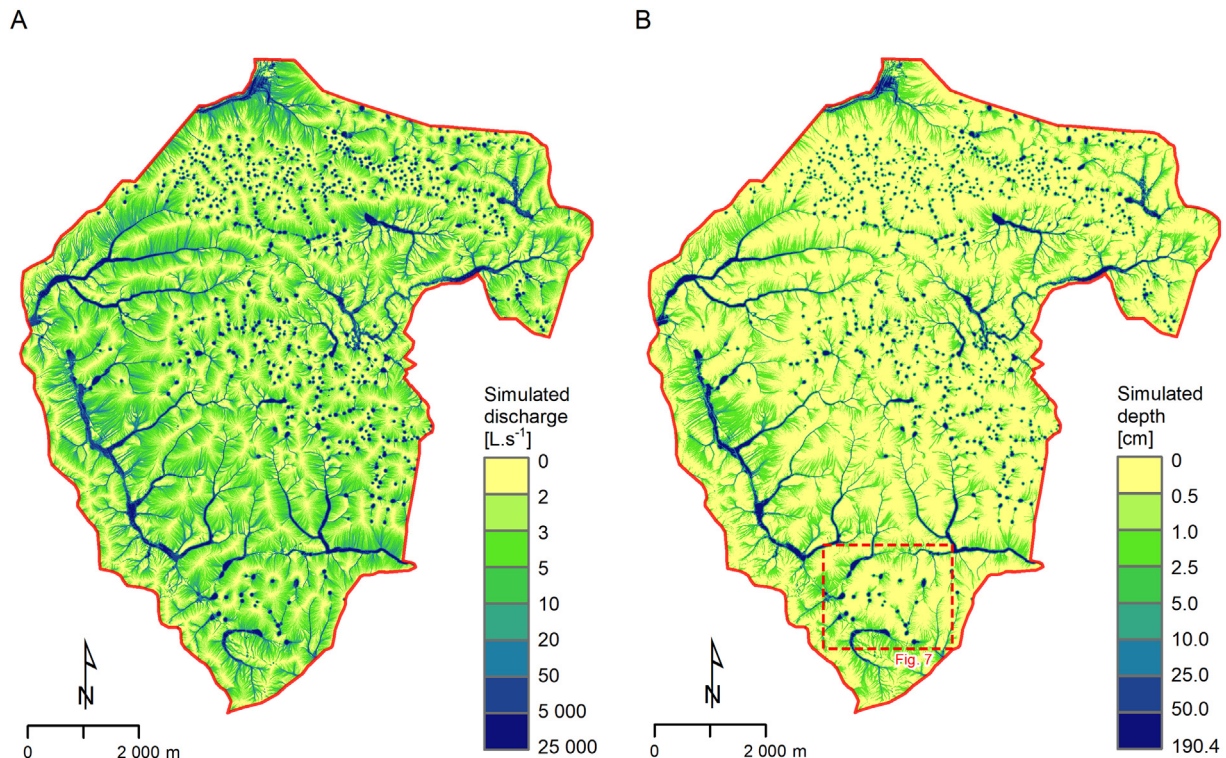 A
B
Simulated
discharge
[L.s⁻¹]
0
2
3
5
10
20
50
5 000
25 000
N
0
2 000 m
Simulated
depth
[cm]
0
0.5
1.0
2.5
5.0
10.0
25.0
50.0
190.4
Fig. 7
N
0
2 000 m